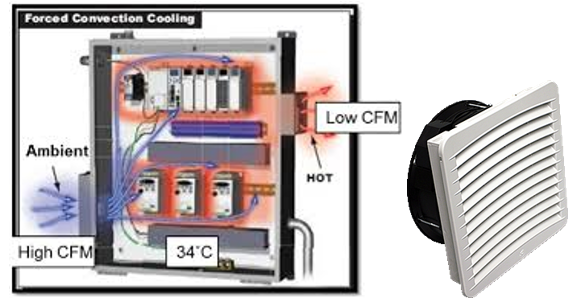 Forced Convection Cooling
Low CFM
Ambient
HOT
High CFM
34°C